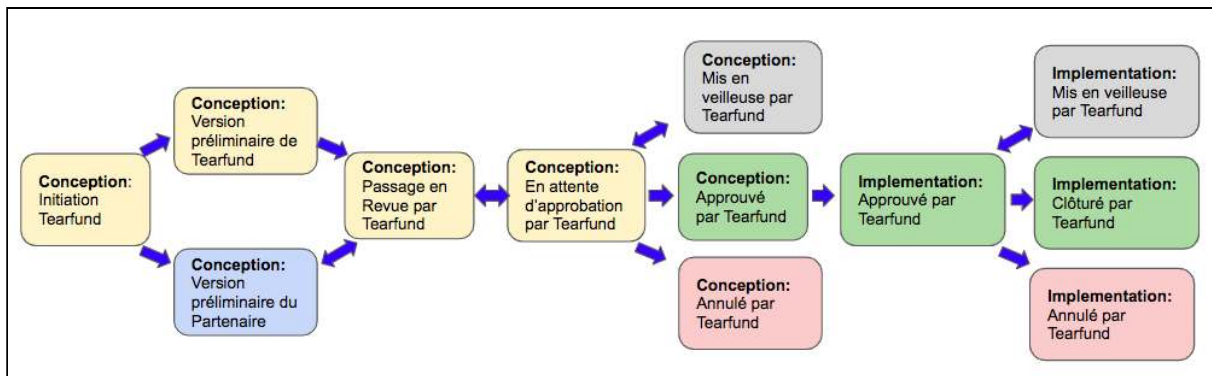 Conception:
Initiation
Tearfund
Conception:
Version
préliminaire de
Tearfund
Conception:
Version
préliminaire du
Partenaire
Conception:
Passage en
Revue par
Tearfund
Conception:
En attente
d'approbation
par Tearfund
Conception:
Mis en
veilleuse par
Tearfund
Conception:
Approuvé
par Tearfund
Conception:
Annulé par
Tearfund
Implementation:
Approuvé par
Tearfund
Implementation:
Mis en veilleuse
par Tearfund
Implementation:
Clôturé par
Tearfund
Implementation:
Annulé par
Tearfund